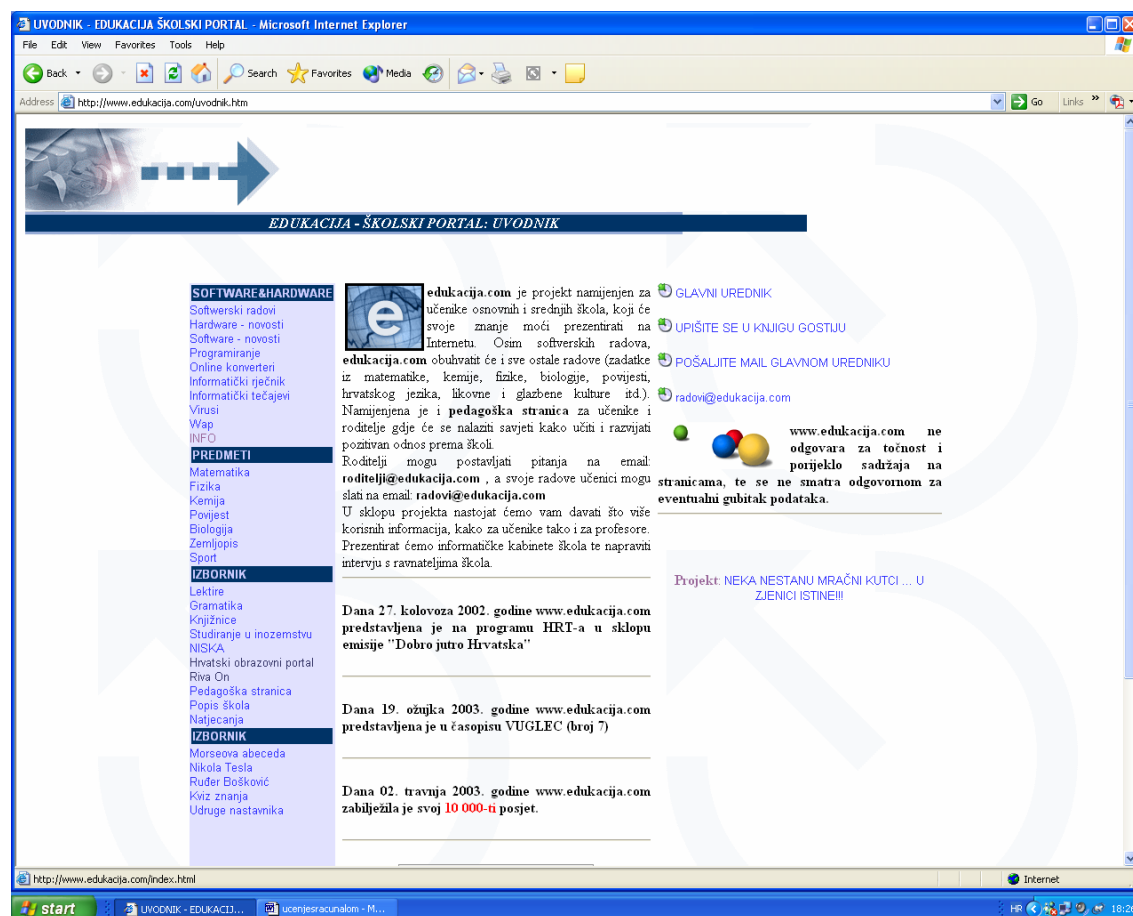 UVODNIK - EDUKACIJA ŠKOLSKI PORTAL - Microsoft Internet Explorer
File Edit View Favorites Tools Help
Back Search Favorites Media
Address http://www.edukacija.com/uvodnik.htm Go Links »
EDUKACIJA - ŠKOLSKI PORTAL: UVODNIK
SOFTWARE&HARDWARE
Softwerski radovi
Hardware - novosti
Software - novosti
Programiranje
Online konverteri
Informatički rječnik
Informatički tečajevi
Virusi
Wap
INFO
PREDMETI
Matematika
Fizika
Kemija
Povijest
Biologija
Zemljopis
Sport
IZBORNIK
Lektire
Gramatika
Knjižnice
Studiranje u inozemstvu
NISKA
Hrvatski obrazovni portal
Riva On
Pedagoška stranica
Popis škola
Natjecanja
IZBORNIK
Morseova abeceda
Nikola Tesla
Ruđer Bošković
Kviz znanja
Udruge nastavnika
e
edukacija.com je projekt namijenjen za
učenike osnovnih i srednjih škola, koji će
svoje znanje moći prezentirati na
Internetu. Osim softverskih radova,
edukacija.com obuhvatit će i sve ostale radove (zadatke
iz matematike, kemije, fizike, biologije, povijesti,
hrvatskog jezika, likovne i glazbene kulture itd.).
Namijenjena je i pedagoška stranica za učenike i
roditelje gdje će se nalaziti savjeti kako učiti i razvijati
pozitivan odnos prema školi.
Roditelji mogu postavljati pitanja na email:
roditelji@edukacija.com , a svoje radove učenici mogu
slati na email: radovi@edukacija.com
U sklopu projekta nastojat ćemo vam davati što više
korisnih informacija, kako za učenike tako i za profesore.
Prezentirat ćemo informatičke kabinete škola te napraviti
intervju s ravnateljima škola.
Dana 27. kolovoza 2002. godine www.edukacija.com
predstavljena je na programu HRT-a u sklopu
emisije "Dobro jutro Hrvatska"
Dana 19. ožujka 2003. godine www.edukacija.com
predstavljena je u časopisu VUGLEC (broj 7)
Dana 02. travnja 2003. godine www.edukacija.com
zabilježila je svoj 10 000-ti posjet.
GLAVNI UREDNIK
UPIŠITE SE U KNJIGU GOSTIJU
POŠALJITE MAIL GLAVNOM UREDNIKU
radovi@edukacija.com
www.edukacija.com ne
odgovara za točnost i
porijeklo sadržaja na
stranicama, te se ne smatra odgovornom za
eventualni gubitak podataka.
Projekt: NEKA NESTANU MRAČNI KUTCI ... U
ZJENICI ISTINE!!!
http://www.edukacija.com/index.html Internet
start UVODNIK - EDUKACIJ... ucenjesracunalom - M... HR 18:26